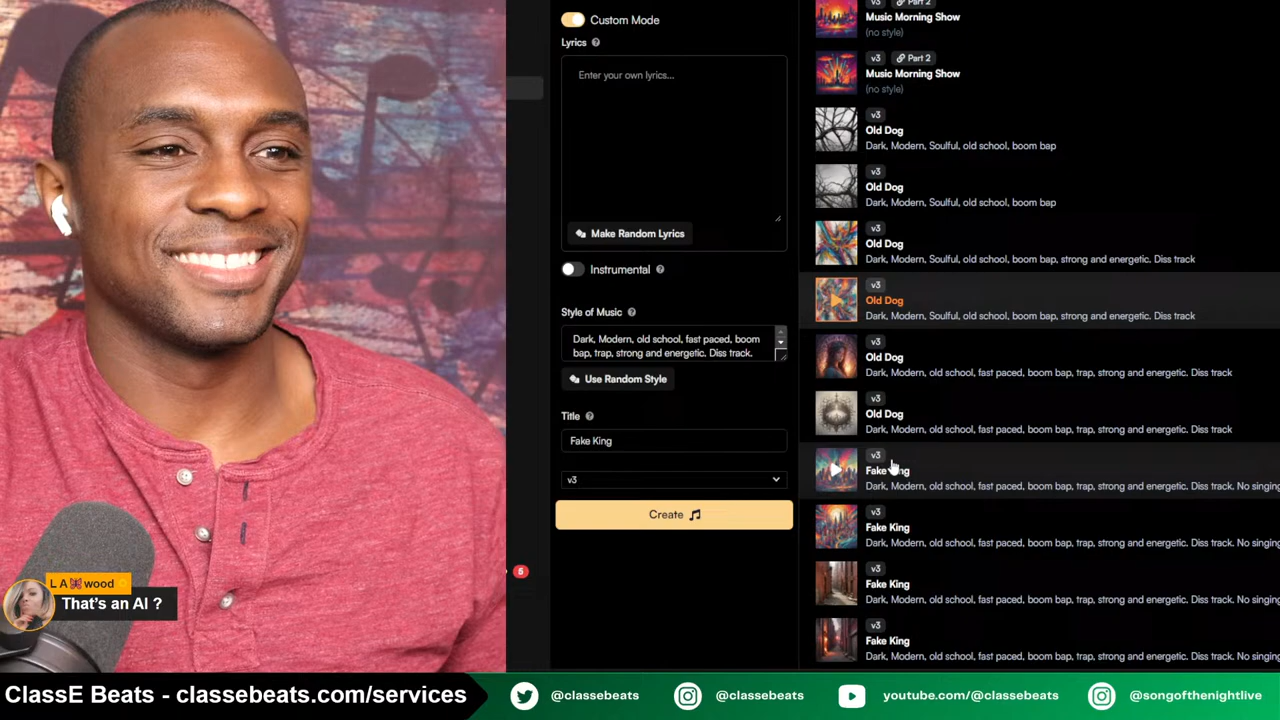 Custom Mode
Lyrics
Enter your own lyrics...
Make Random Lyrics
Instrumental
Style of Music
Dark, Modern, old school, fast paced, boom
bap, trap, strong and energetic. Diss track.
Use Random Style
Title
Fake King
v3
Create
5
v3 Part 2
Music Morning Show
(no style)
v3 Part 2
Music Morning Show
(no style)
v3
Old Dog
Dark, Modern, Soulful, old school, boom bap
v3
Old Dog
Dark, Modern, Soulful, old school, boom bap
v3
Old Dog
Dark, Modern, Soulful, old school, boom bap, strong and energetic. Diss track
v3
Old Dog
Dark, Modern, Soulful, old school, boom bap, strong and energetic. Diss track
v3
Old Dog
Dark, Modern, old school, fast paced, boom bap, trap, strong and energetic. Diss track
v3
Old Dog
Dark, Modern, old school, fast paced, boom bap, trap, strong and energetic. Diss track
v3
Fake King
Dark, Modern, old school, fast paced, boom bap, trap, strong and energetic. Diss track. No singing
v3
Fake King
Dark, Modern, old school, fast paced, boom bap, trap, strong and energetic. Diss track. No singing
v3
Fake King
Dark, Modern, old school, fast paced, boom bap, trap, strong and energetic. Diss track. No singing
v3
Fake King
Dark, Modern, old school, fast paced, boom bap, trap, strong and energetic. Diss track. No singing
L A🦋wood
That's an AI ?
ClassE Beats - classebeats.com/services
@classebeats
@classebeats
youtube.com/@classebeats
@songofthenightlive